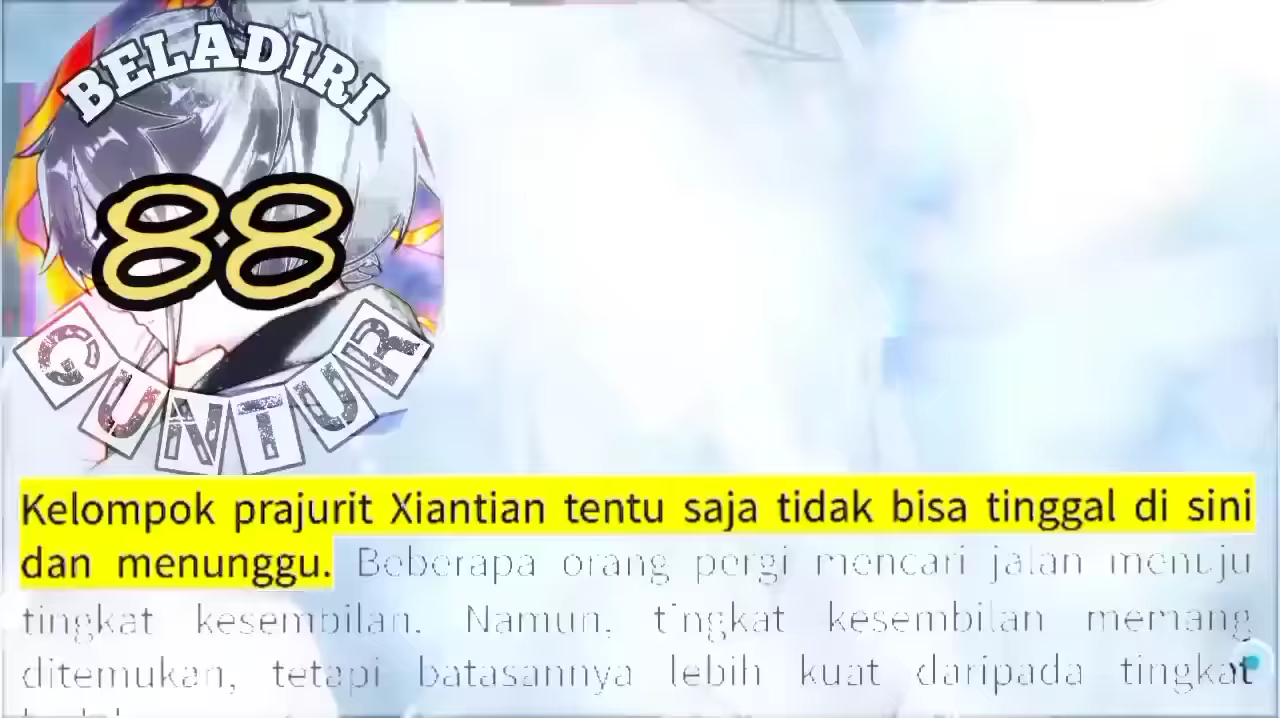 BELADIRI
88
GUNTUR
Kelompok prajurit Xiantian tentu saja tidak bisa tinggal di sini
dan menunggu. Beberapa orang pergi mencari jalan menuju
tingkat kesembilan. Namun, tingkat kesembilan memang
ditemukan, tetapi batasannya lebih kuat daripada tingkat